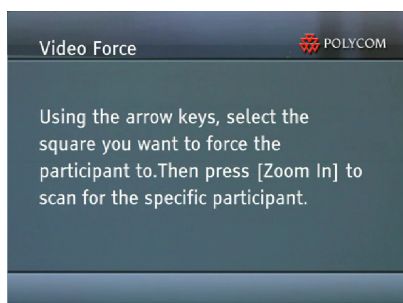 Video Force
POLYCOM
Using the arrow keys, select the
square you want to force the
participant to.Then press [Zoom In] to
scan for the specific participant.